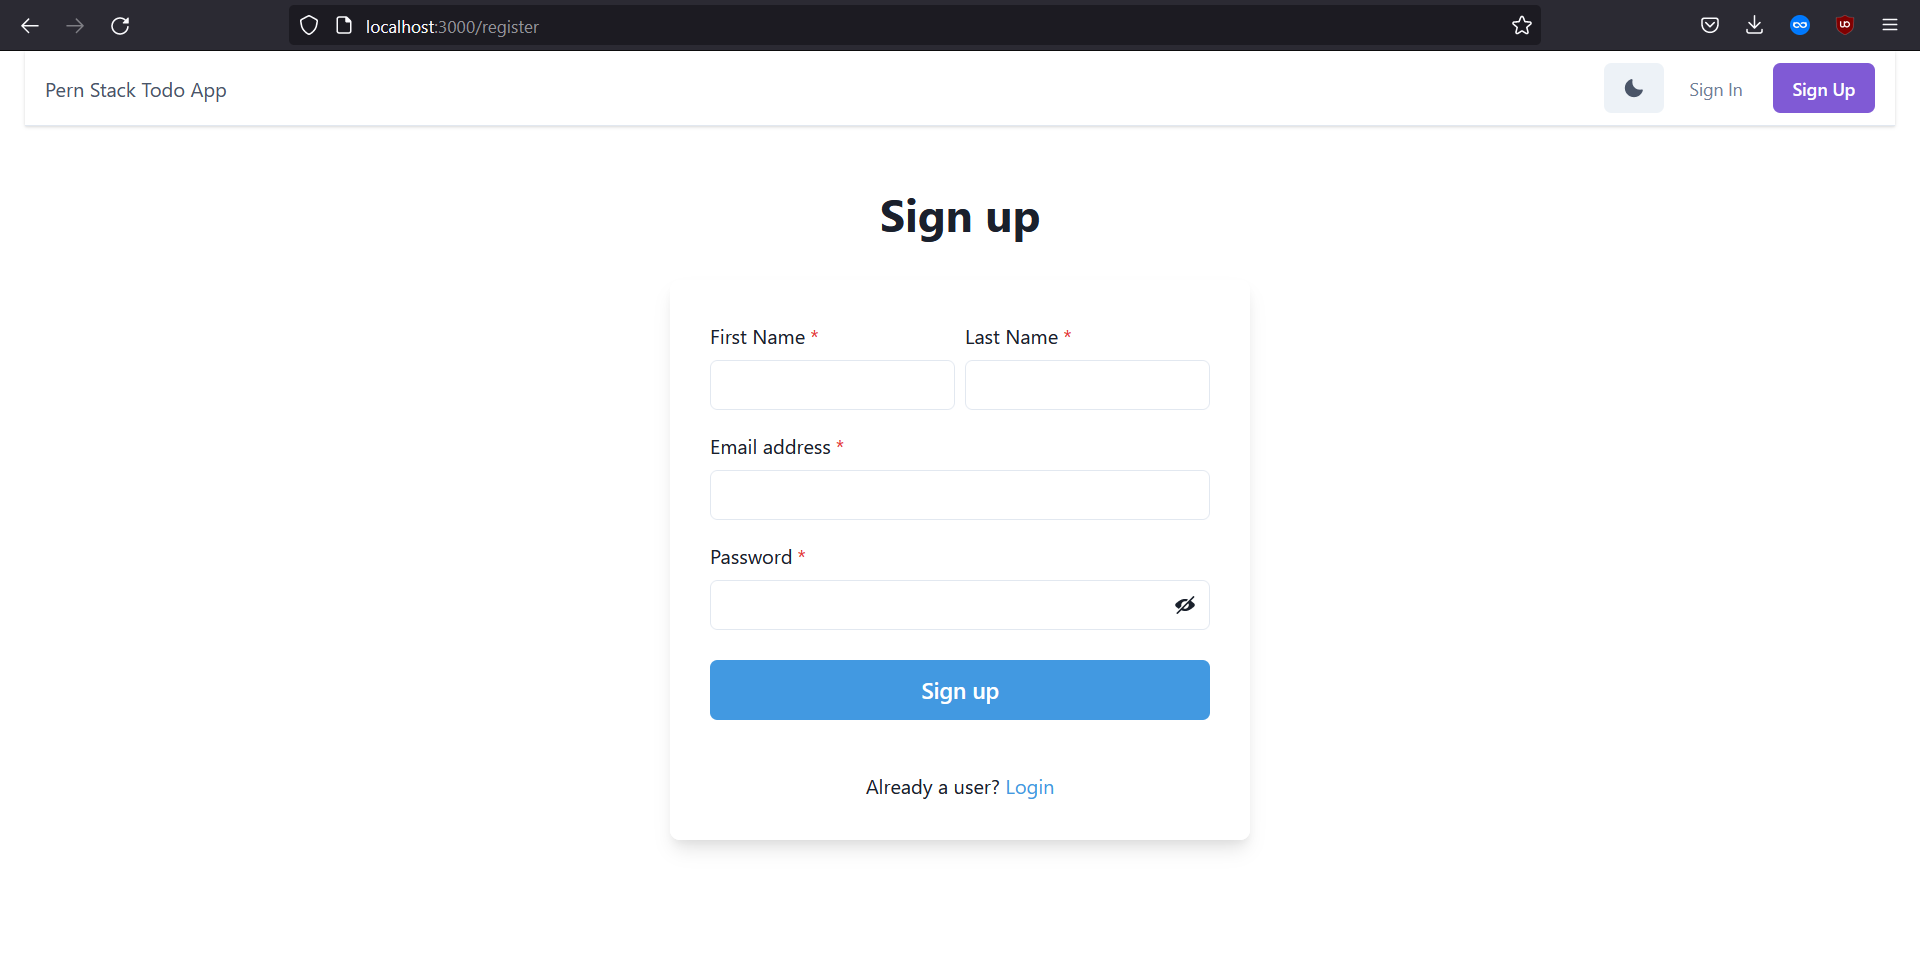 localhost:3000/register
Pern Stack Todo App
Sign In
Sign Up
Sign up
First Name *
Last Name *
Email address *
Password *
Sign up
Already a user? Login